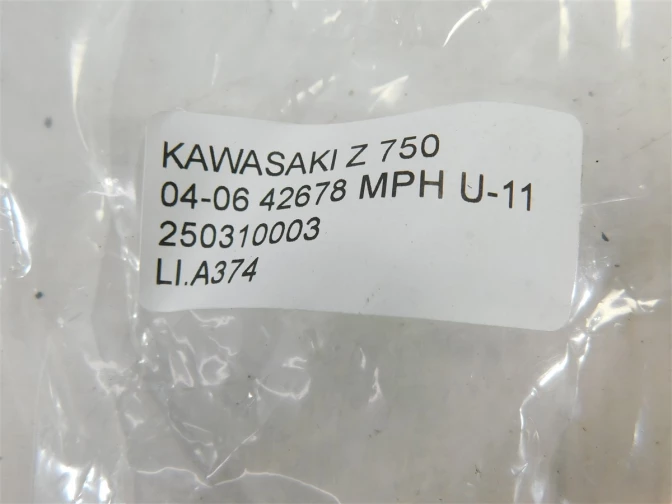 KAWASAKI Z 750
04-06 42678 MPH U-11
250310003
LI.A374